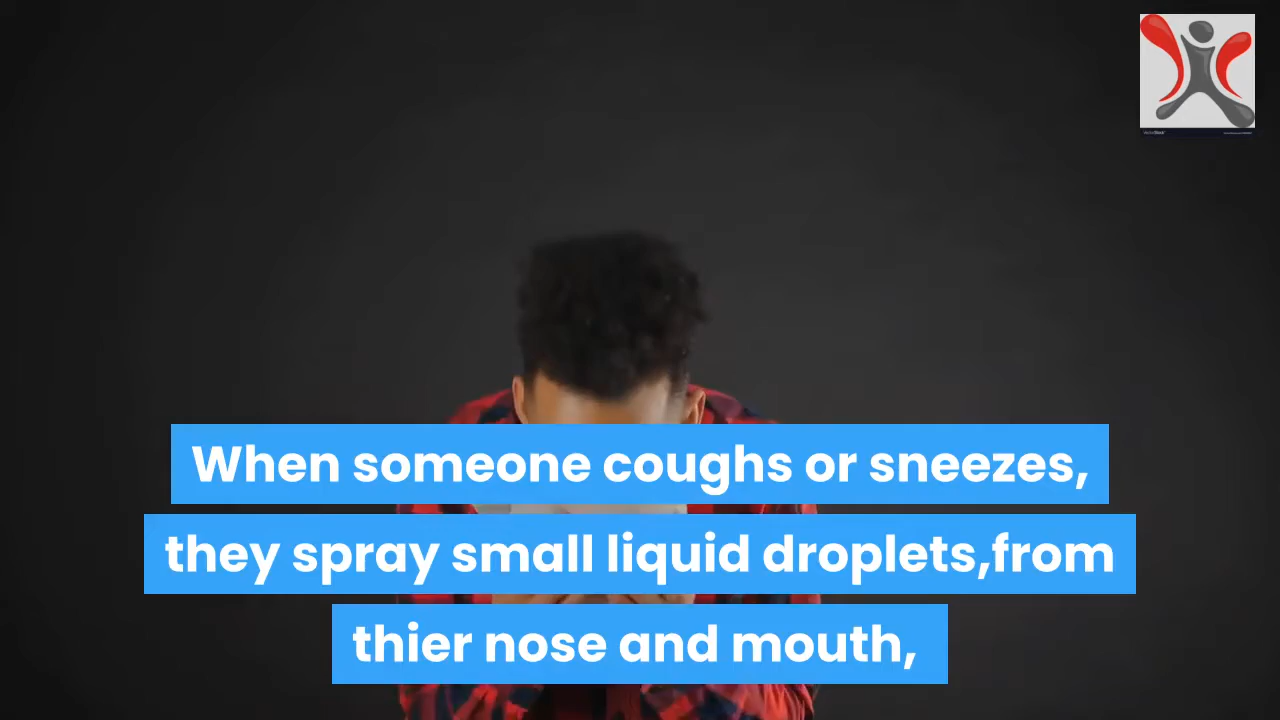 When someone coughs or sneezes,
they spray small liquid droplets,from
thier nose and mouth,